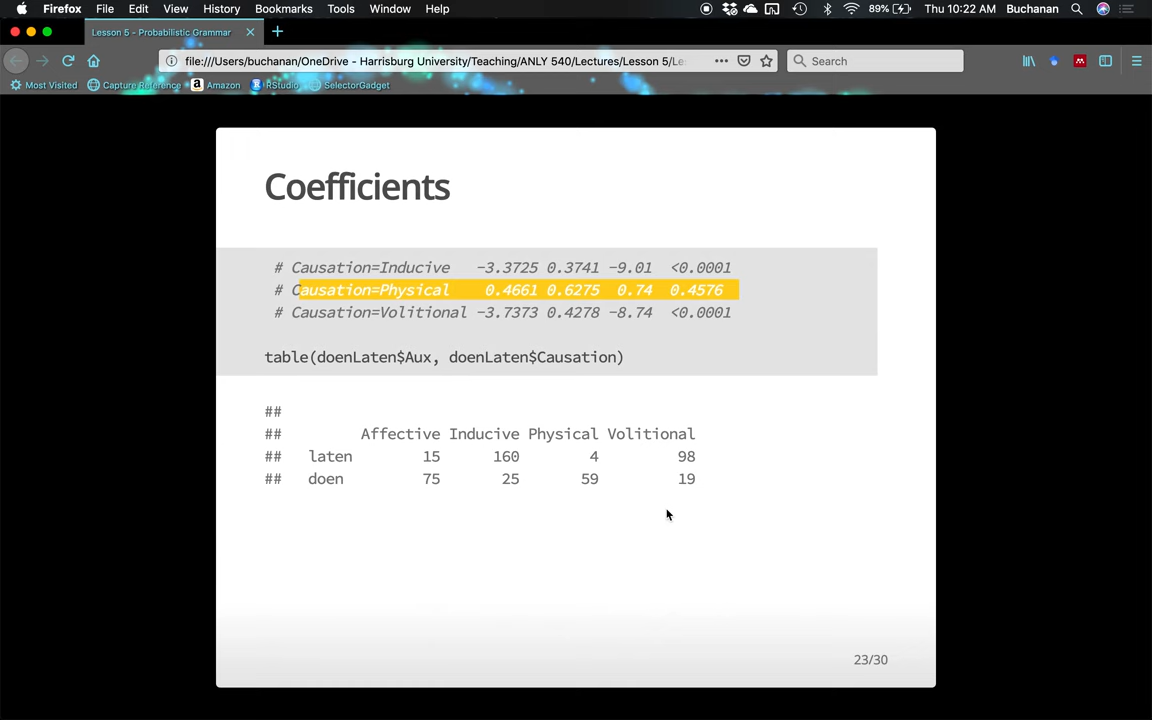 Firefox File Edit View History Bookmarks Tools Window Help 89% Thu 10:22 AM Buchanan
Lesson 5 - Probabilistic Grammar
file:///Users/buchanan/OneDrive - Harrisburg University/Teaching/ANLY 540/Lectures/Lesson 5/Le Search
Most Visited Capture Reference Amazon RStudio SelectorGadget
Coefficients
# Causation=Inducive -3.3725 0.3741 -9.01 <0.0001
# Causation=Physical 0.4661 0.6275 0.74 0.4576
# Causation=Volitional -3.7373 0.4278 -8.74 <0.0001
table(doenLaten$Aux, doenLaten$Causation)
##
## Affective Inducive Physical Volitional
## laten 15 160 4 98
## doen 75 25 59 19
23/30